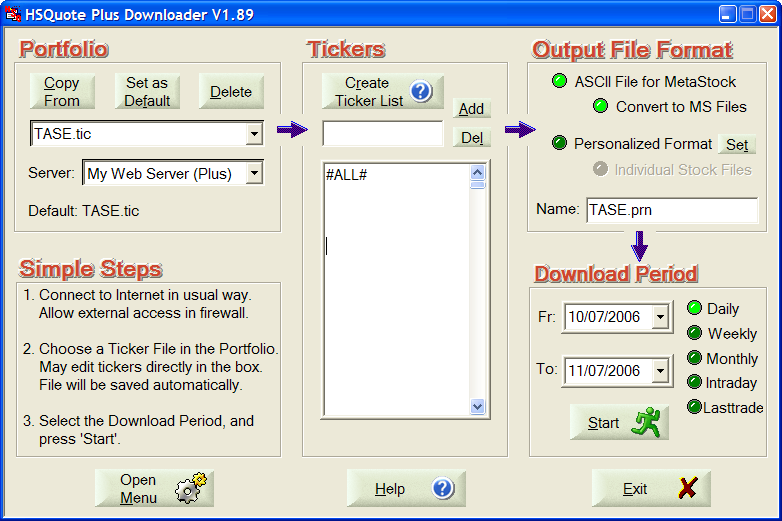 HSQuote Plus Downloader V1.89
Portfolio
Copy From
Set as Default
Delete
TASE.tic
Server: My Web Server (Plus)
Default: TASE.tic
Simple Steps
1. Connect to Internet in usual way.
Allow external access in firewall.
2. Choose a Ticker File in the Portfolio.
May edit tickers directly in the box.
File will be saved automatically.
3. Select the Download Period, and
press 'Start'.
Open Menu
Tickers
Create Ticker List
Add
Del
#ALL#
Help
Output File Format
ASCII File for MetaStock
Convert to MS Files
Personalized Format Set
Individual Stock Files
Name: TASE.prn
Download Period
Fr: 10/07/2006
To: 11/07/2006
Daily
Weekly
Monthly
Intraday
Lasttrade
Start
Exit